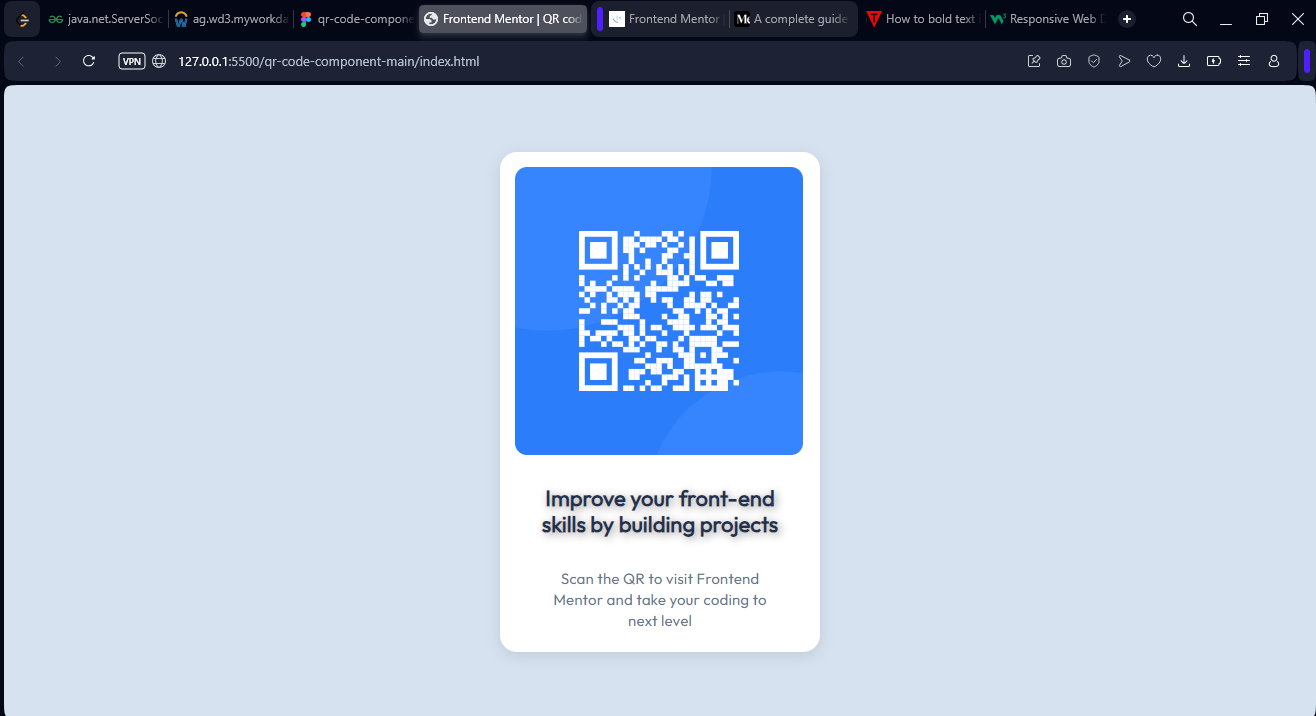 java.net.ServerSoc
ag.wd3.myworkda
qr-code-compone
Frontend Mentor | QR cod
Frontend Mentor
A complete guide
How to bold text
Responsive Web D
VPN
127.0.0.1:5500/qr-code-component-main/index.html
Improve your front-end
skills by building projects
Scan the QR to visit Frontend
Mentor and take your coding to
next level